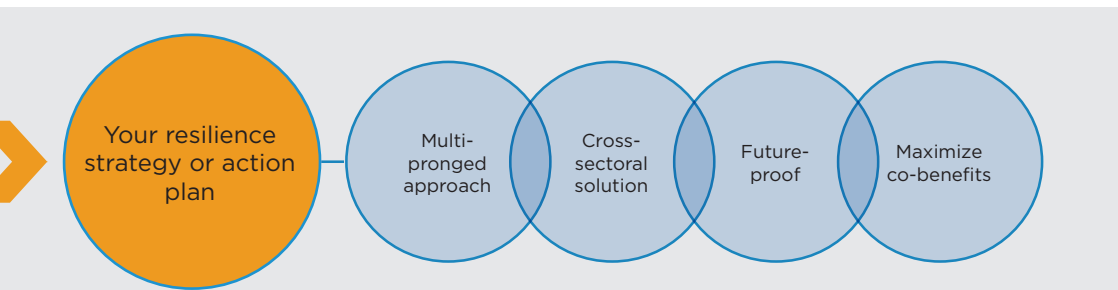 Your resilience
strategy or action
plan
Multi-
pronged
approach
Cross-
sectoral
solution
Future-
proof
Maximize
co-benefits